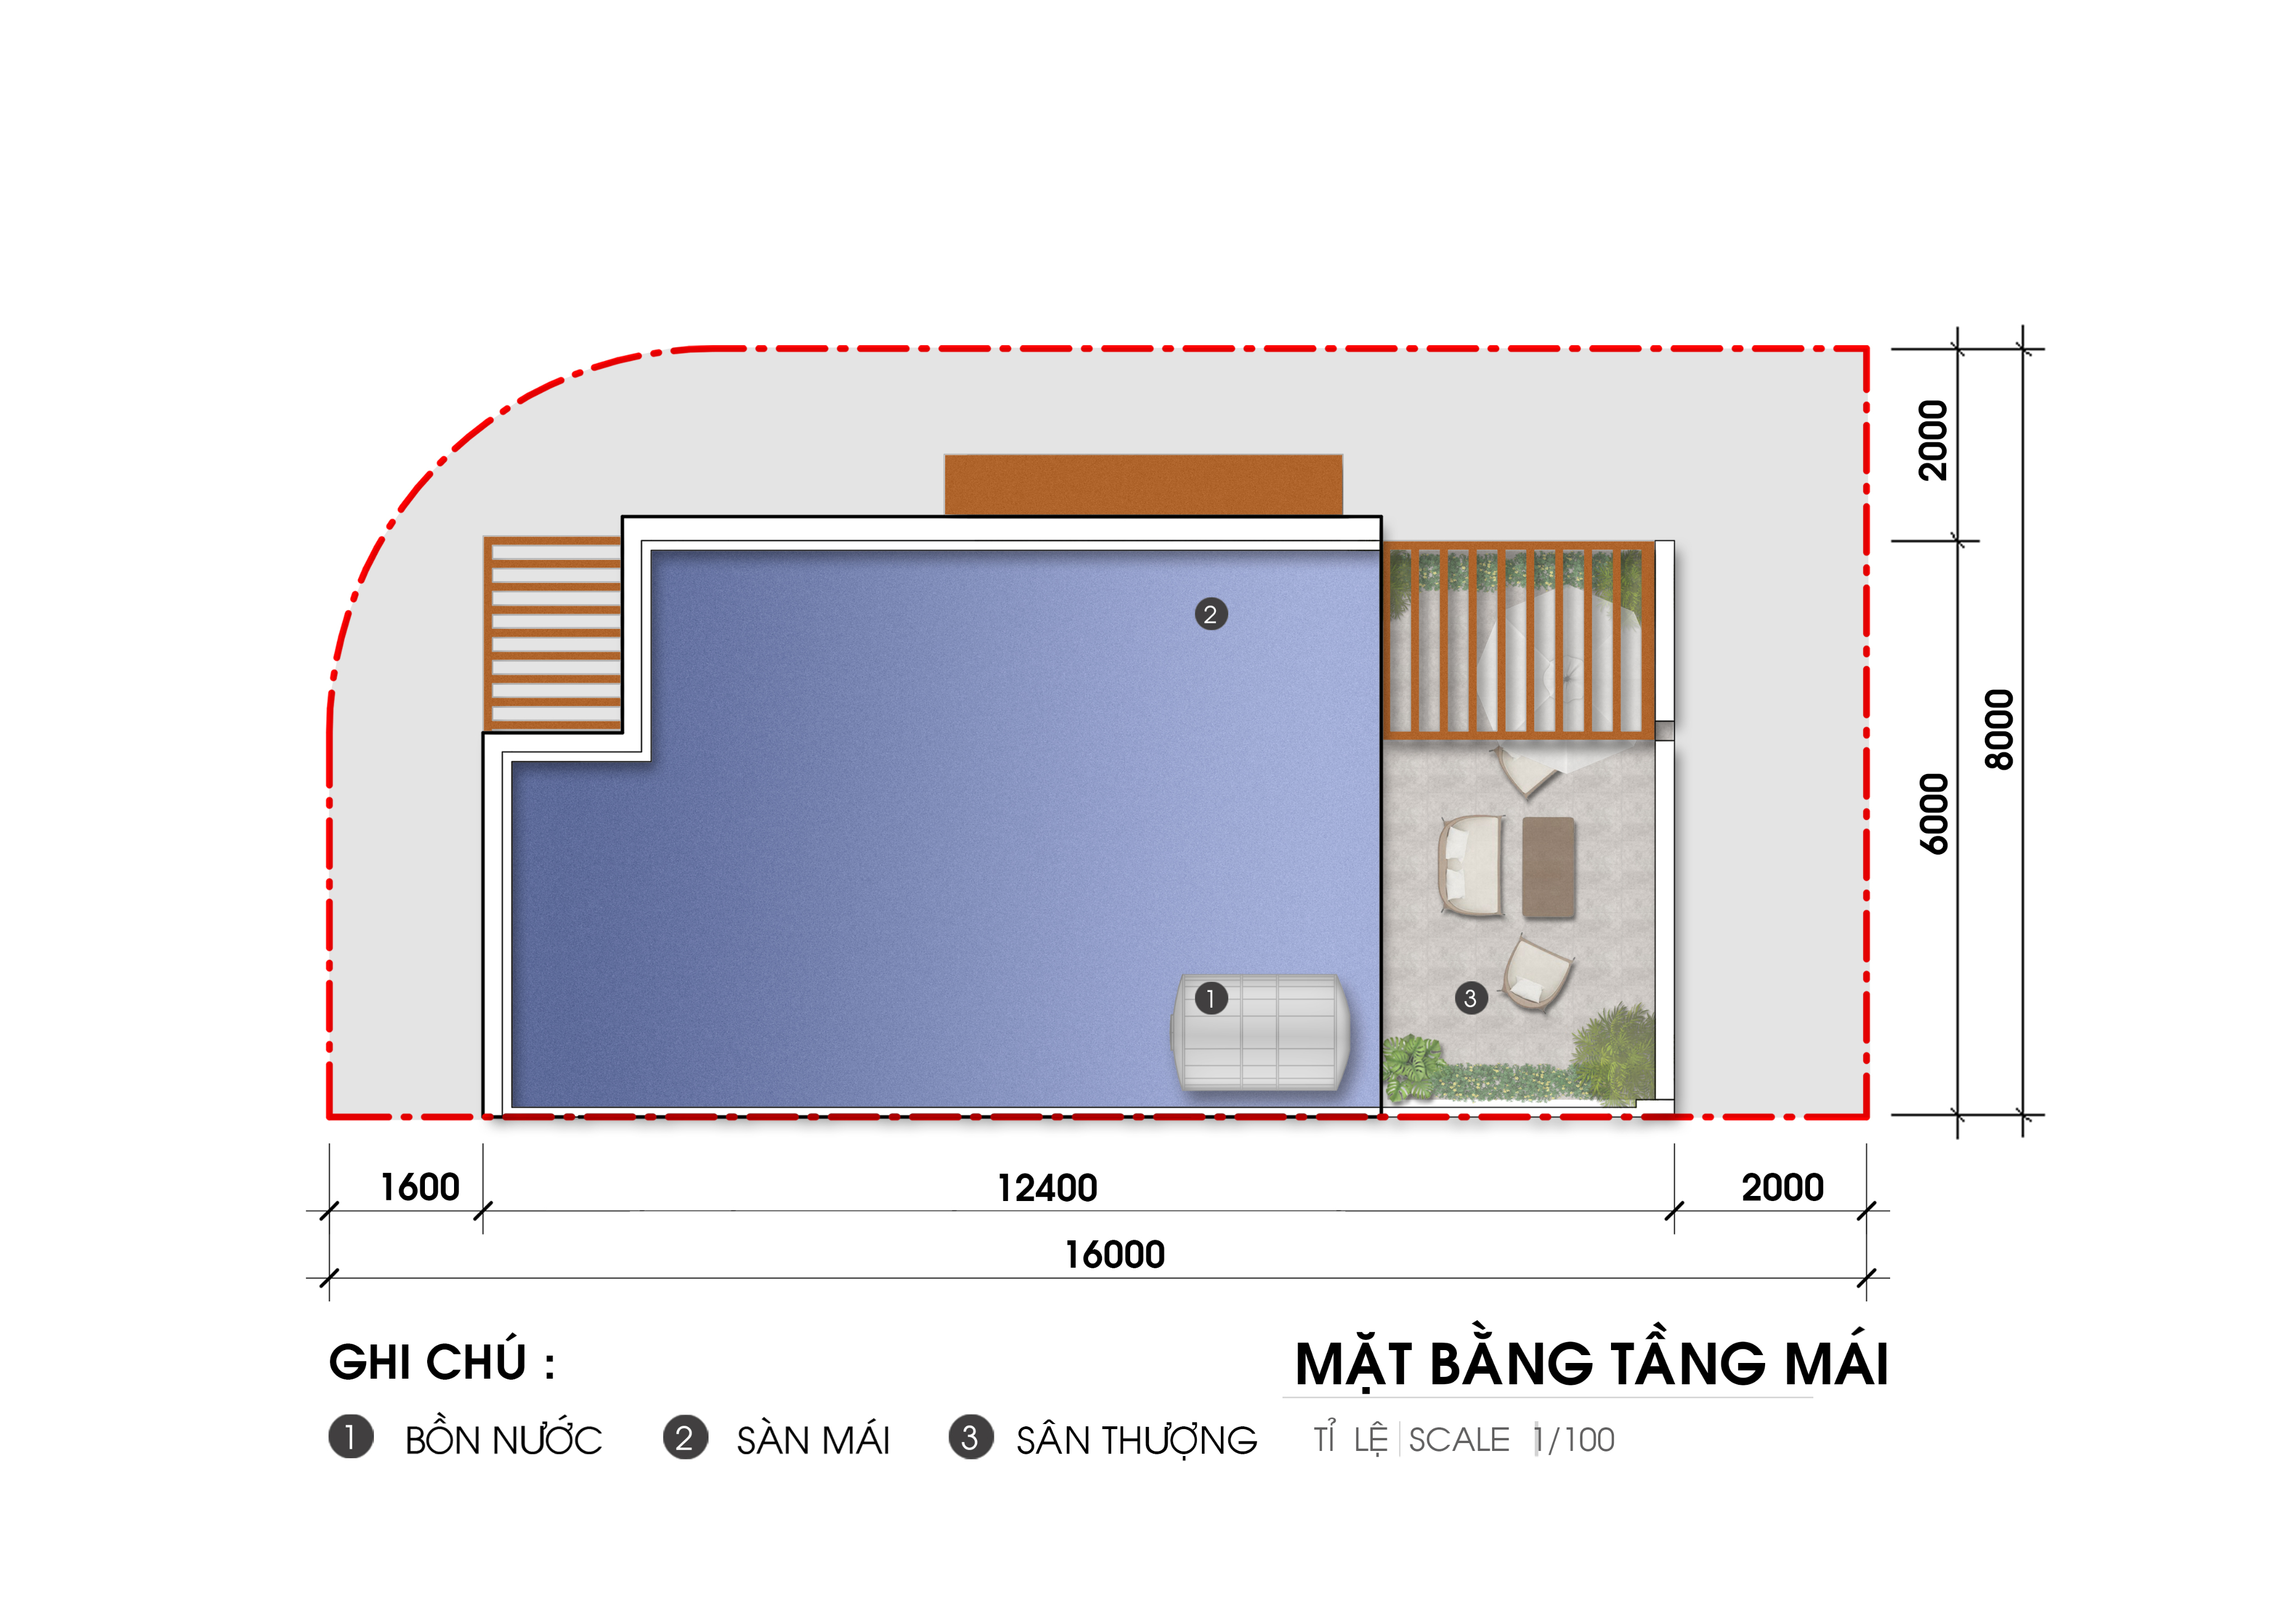 2
1
3
2000
6000
8000
1600
12400
2000
16000
GHI CHÚ :
1 BỒN NƯỚC 2 SÀN MÁI 3 SÂN THƯỢNG
MẶT BẰNG TẦNG MÁI
TỈ LỆ SCALE 1/100